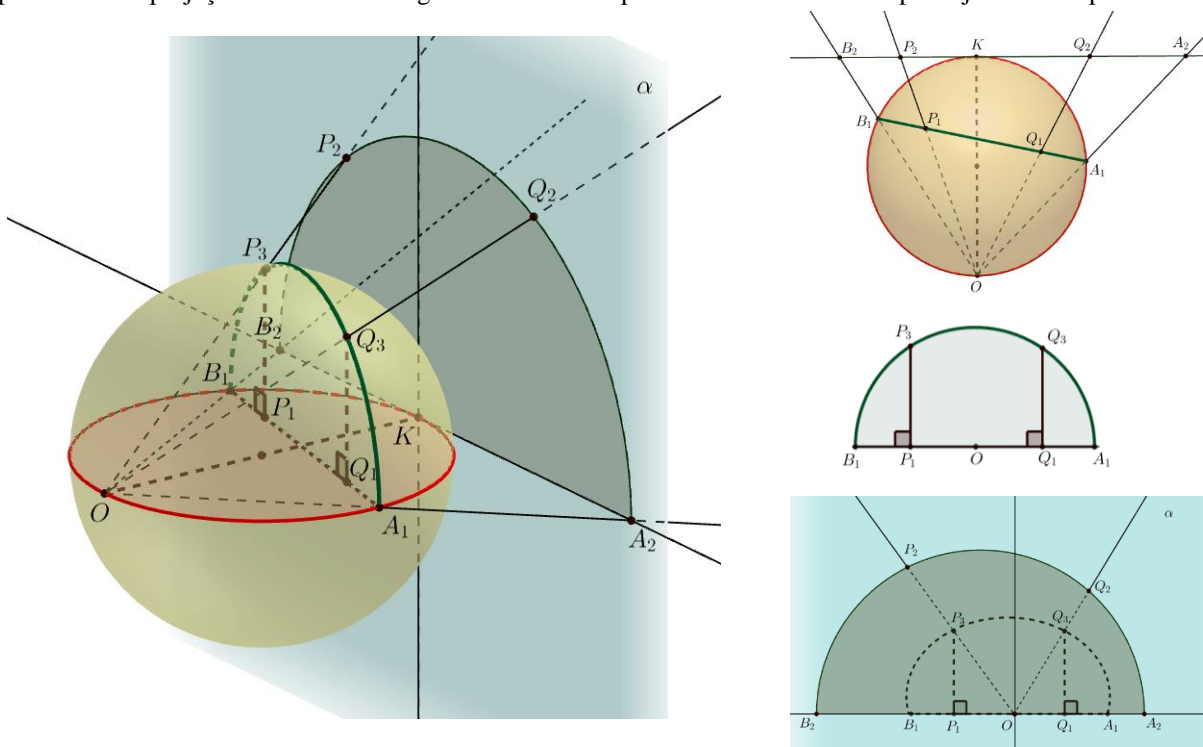 α
P₂
Q₂
P₃
B₂
Q₃
B₁
P₁
K
Q₁
O
A₁
A₂
B₂ P₂ K Q₂ A₂
B₁ P₁
Q₁
A₁
O
P₃ Q₃
B₁ P₁ O Q₁ A₁
α
P₂
Q₂
P₃ Q₃
B₂ B₁ P₁ O Q₁ A₁ A₂